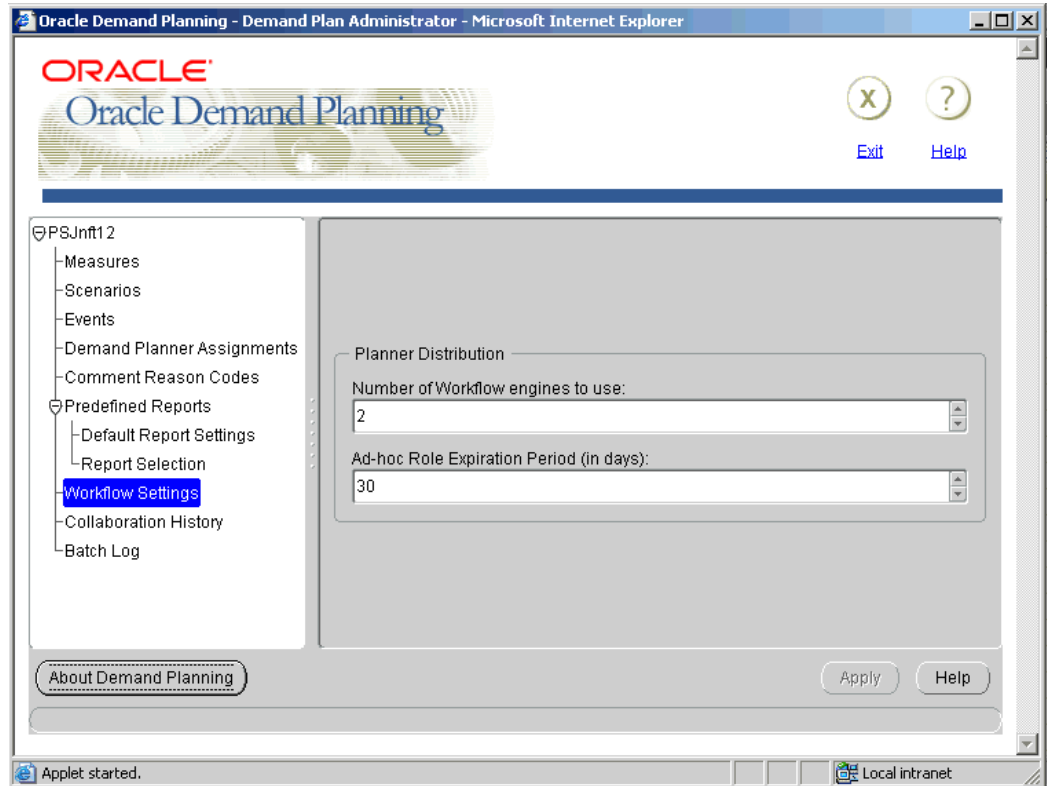 Oracle Demand Planning - Demand Plan Administrator - Microsoft Internet Explorer
ORACLE
Oracle Demand Planning
X
?
Exit
Help
PSJnft12
Measures
Scenarios
Events
Demand Planner Assignments
Comment Reason Codes
Predefined Reports
Default Report Settings
Report Selection
Workflow Settings
Collaboration History
Batch Log
Planner Distribution
Number of Workflow engines to use:
2
Ad-hoc Role Expiration Period (in days):
30
About Demand Planning
Apply
Help
Applet started.
Local intranet